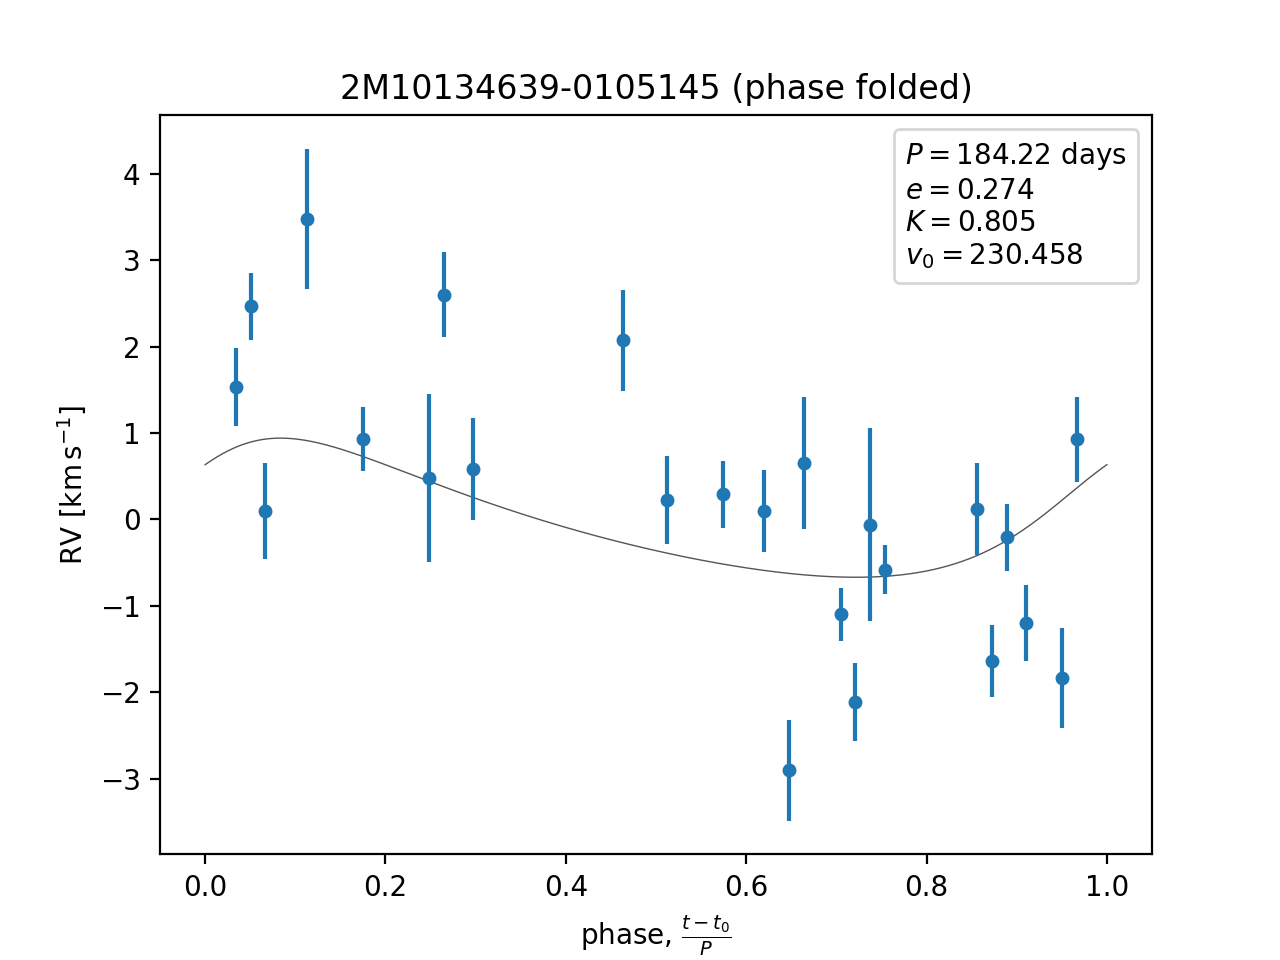 2M10134639-0105145 (phase folded)
P = 184.22 days
e = 0.274
K = 0.805
v₀ = 230.458
RV [km s⁻¹]
4
3
2
1
0
−1
−2
−3
0.0 0.2 0.4 0.6 0.8 1.0
phase, (t − t₀)/P